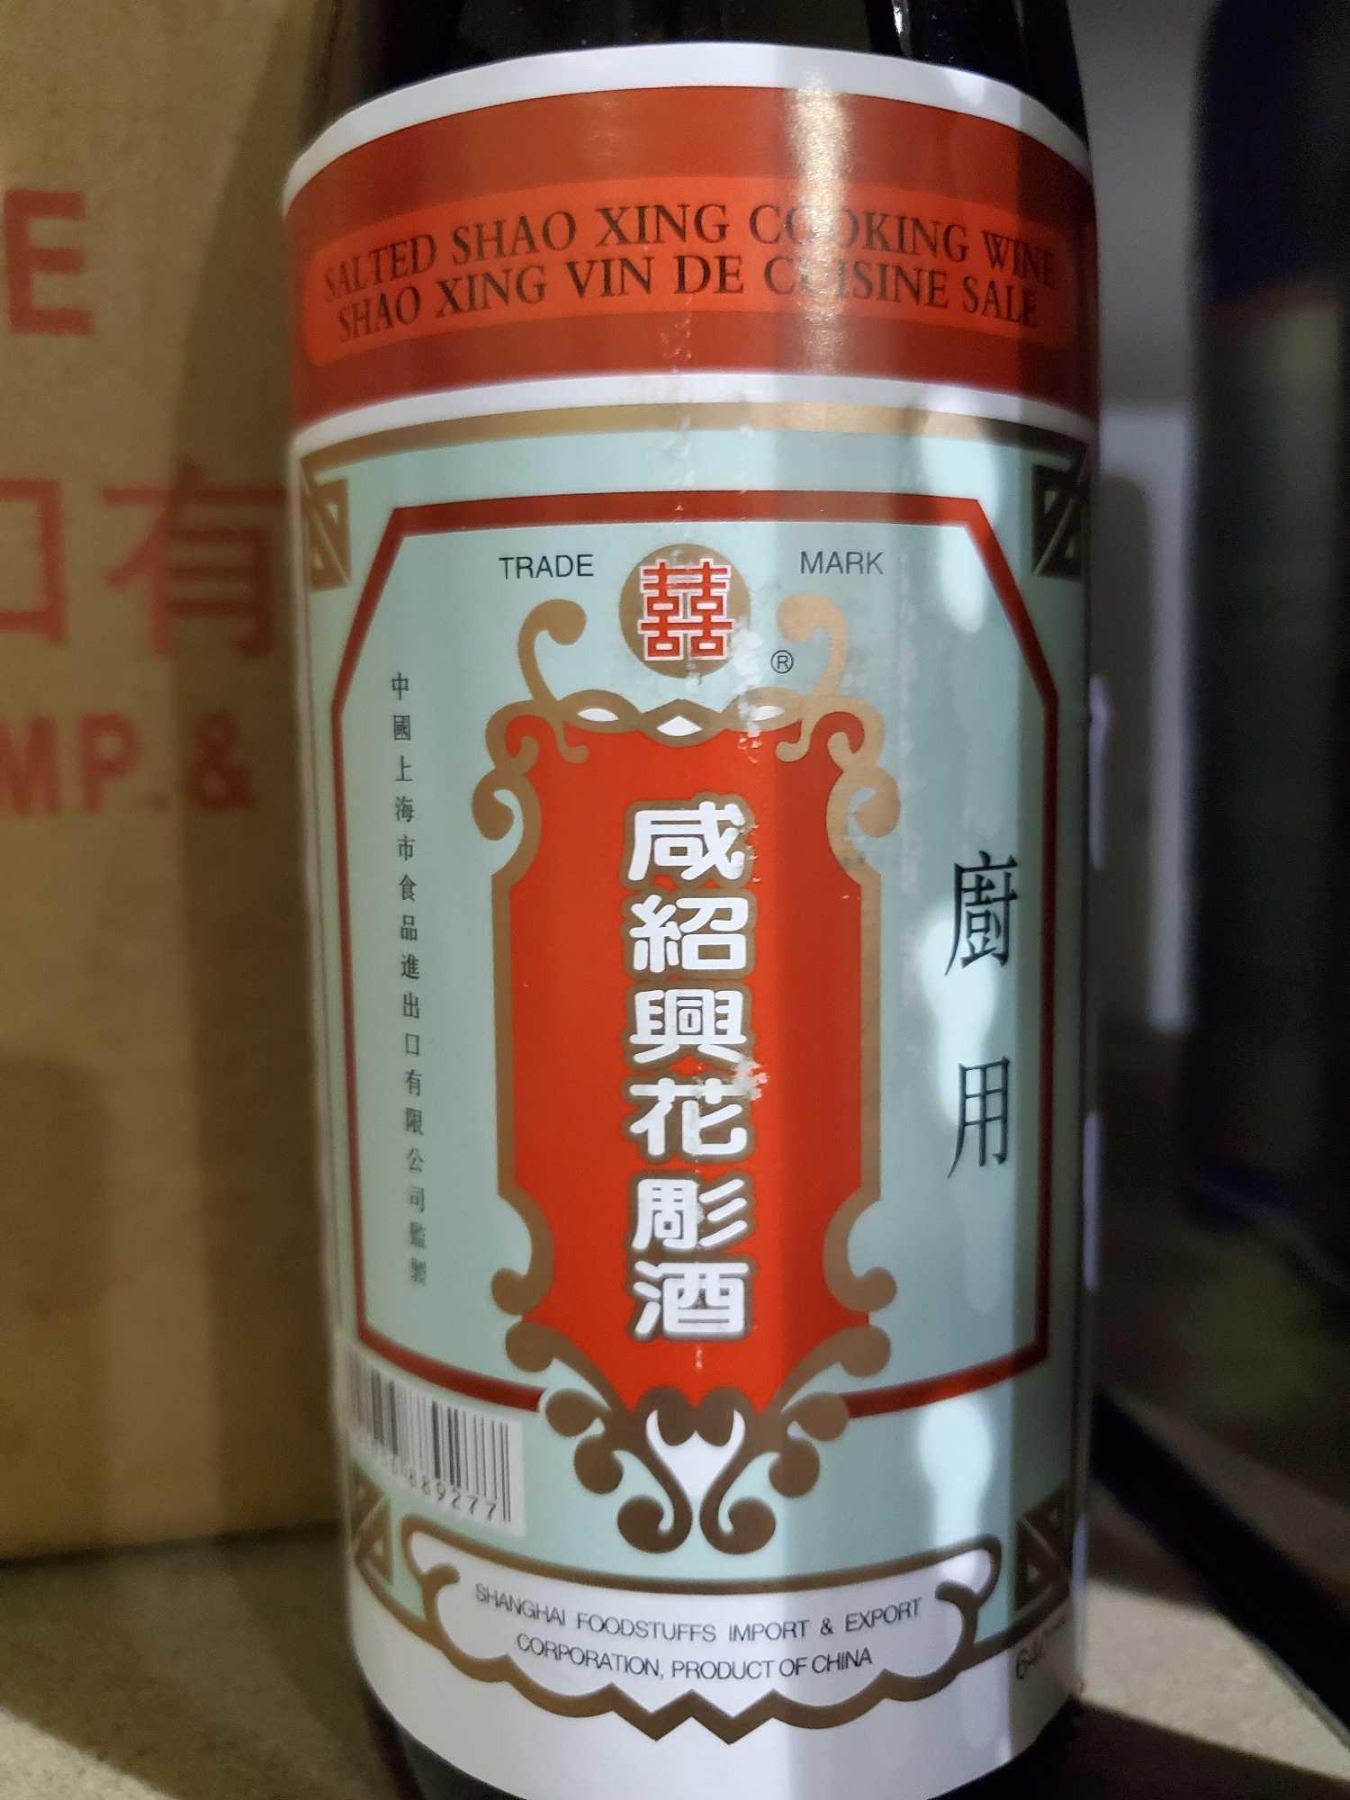 E
口有
MP.&
SALTED SHAO XING COOKING WINE
SHAO XING VIN DE CUISINE SALE
TRADE
囍
MARK
®
廚用
咸紹興花彫酒
中國上海市食品進出口有限公司監製
889277
SHANGHAI FOODSTUFFS IMPORT & EXPORT
CORPORATION, PRODUCT OF CHINA
64